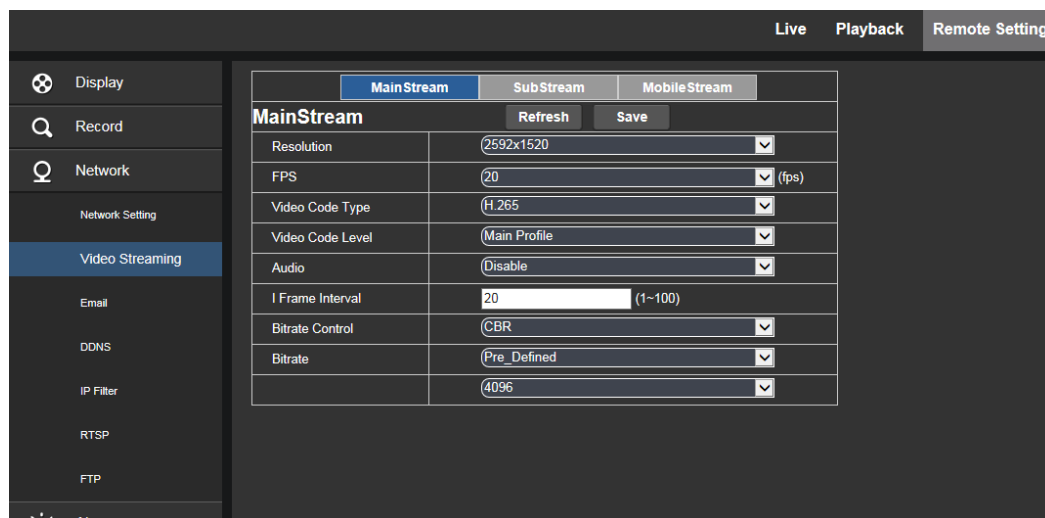 Live Playback Remote Setting
Display
Record
Network
Network Setting
Video Streaming
Email
DDNS
IP Filter
RTSP
FTP
MainStream SubStream MobileStream
MainStream Refresh Save
Resolution 2592x1520
FPS 20 (fps)
Video Code Type H.265
Video Code Level Main Profile
Audio Disable
I Frame Interval 20 (1~100)
Bitrate Control CBR
Bitrate Pre_Defined
4096